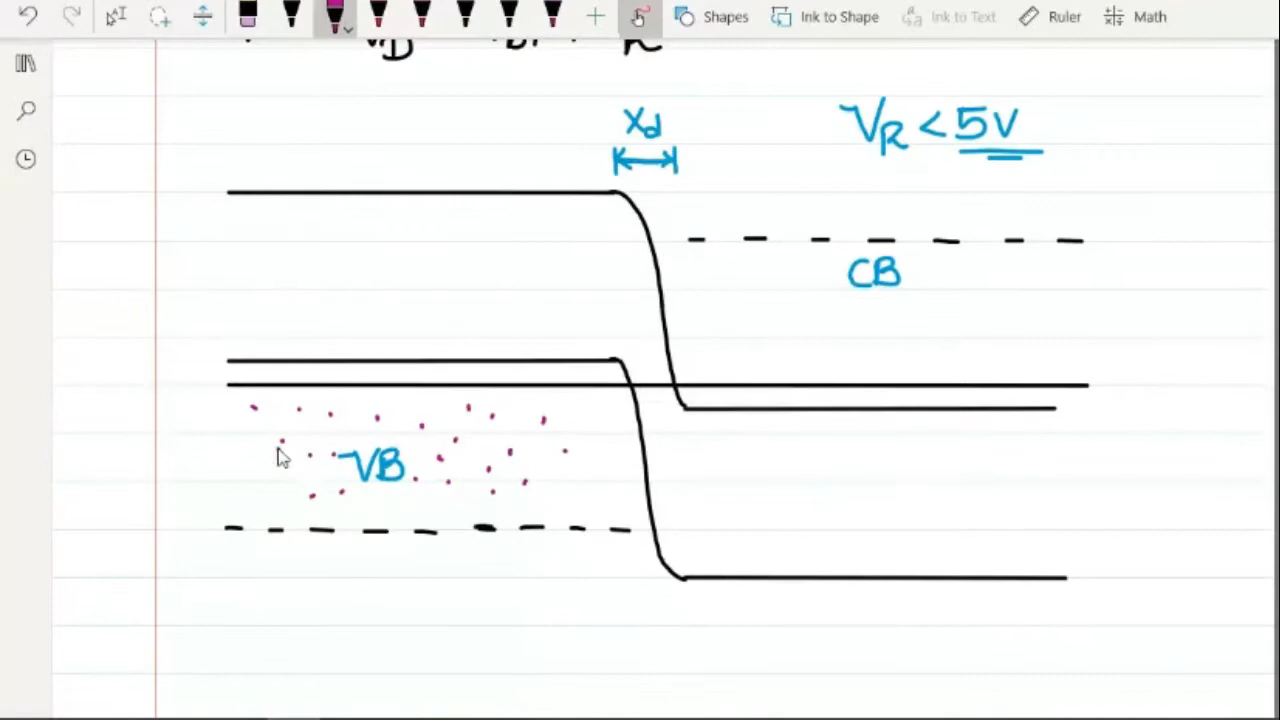 Shapes Ink to Shape Ink to Text Ruler Math
Xd
VR < 5V
CB
VB